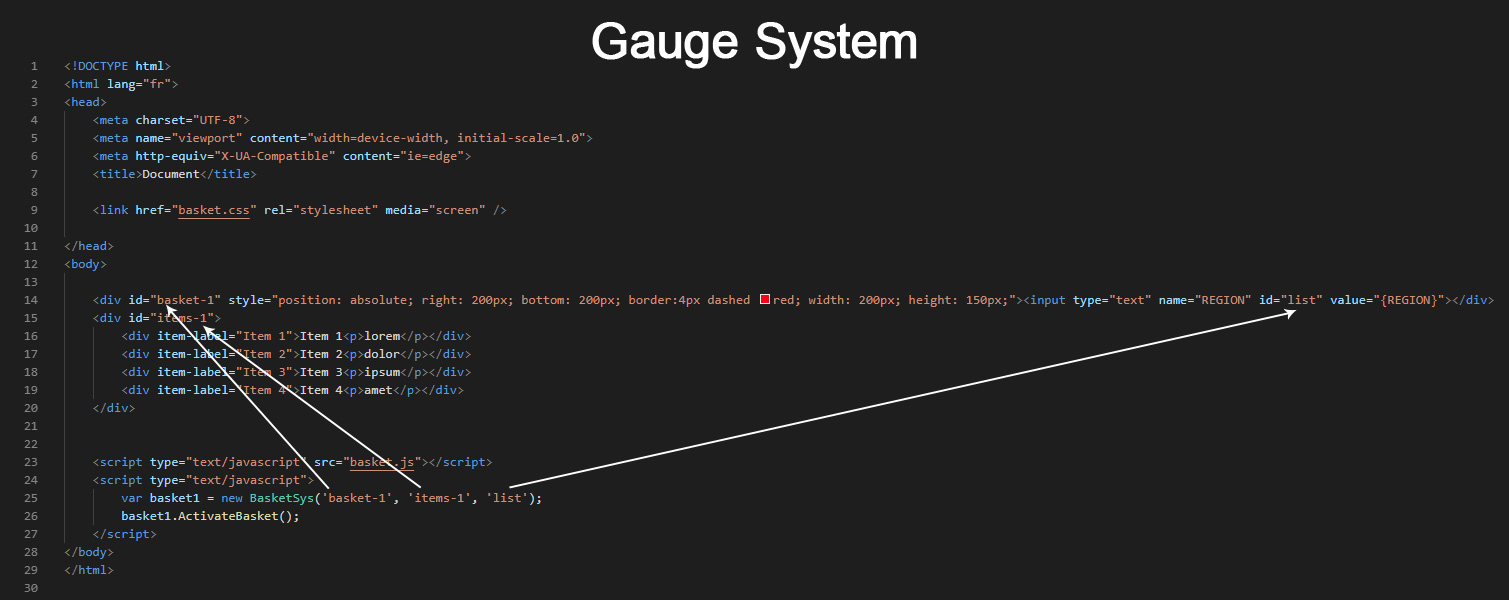 Gauge System
1 <!DOCTYPE html>
2 <html lang="fr">
3 <head>
4 <meta charset="UTF-8">
5 <meta name="viewport" content="width=device-width, initial-scale=1.0">
6 <meta http-equiv="X-UA-Compatible" content="ie=edge">
7 <title>Document</title>
8
9 <link href="basket.css" rel="stylesheet" media="screen" />
10
11 </head>
12 <body>
13
14 <div id="basket-1" style="position: absolute; right: 200px; bottom: 200px; border:4px dashed red; width: 200px; height: 150px;"><input type="text" name="REGION" id="list" value="{REGION}"></div>
15 <div id="items-1">
16 <div item-label="Item 1">Item 1<p>lorem</p></div>
17 <div item-label="Item 2">Item 2<p>dolor</p></div>
18 <div item-label="Item 3">Item 3<p>ipsum</p></div>
19 <div item-label="Item 4">Item 4<p>amet</p></div>
20 </div>
21
22
23 <script type="text/javascript" src="basket.js"></script>
24 <script type="text/javascript">
25 var basket1 = new BasketSys('basket-1', 'items-1', 'list');
26 basket1.ActivateBasket();
27 </script>
28 </body>
29 </html>
30